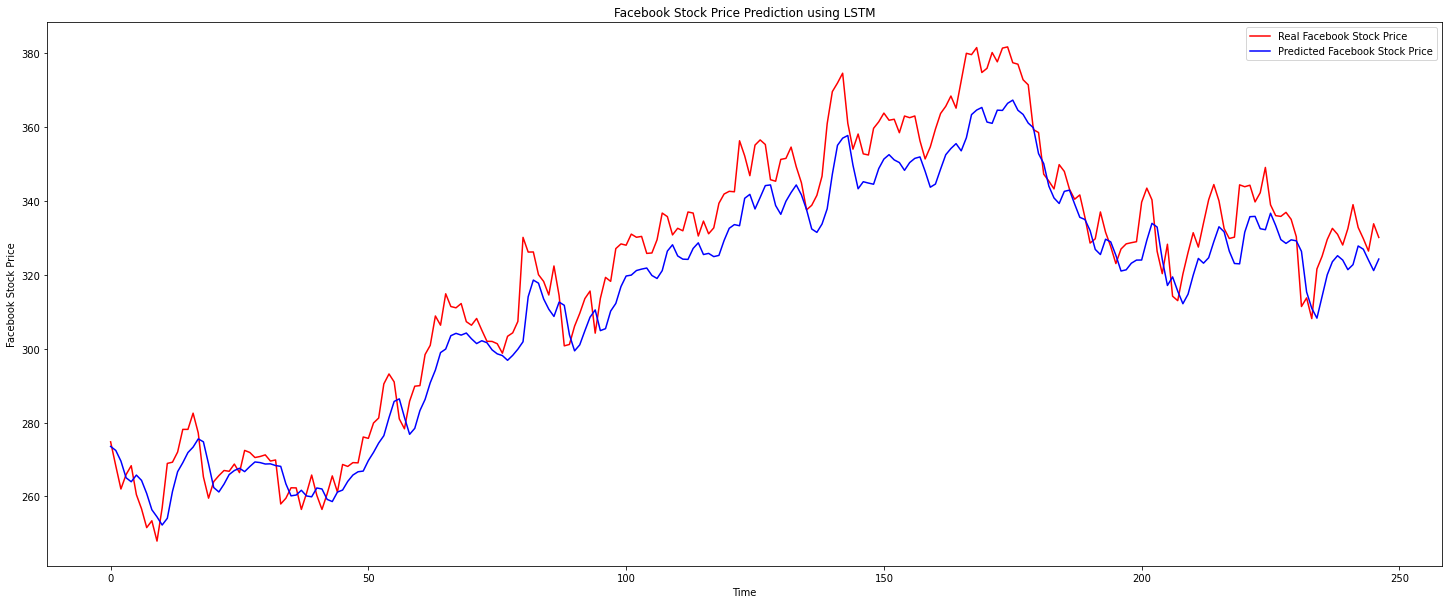 Facebook Stock Price Prediction using LSTM
Real Facebook Stock Price
Predicted Facebook Stock Price
Facebook Stock Price
380
360
340
320
300
280
260
0 50 100 150 200 250
Time